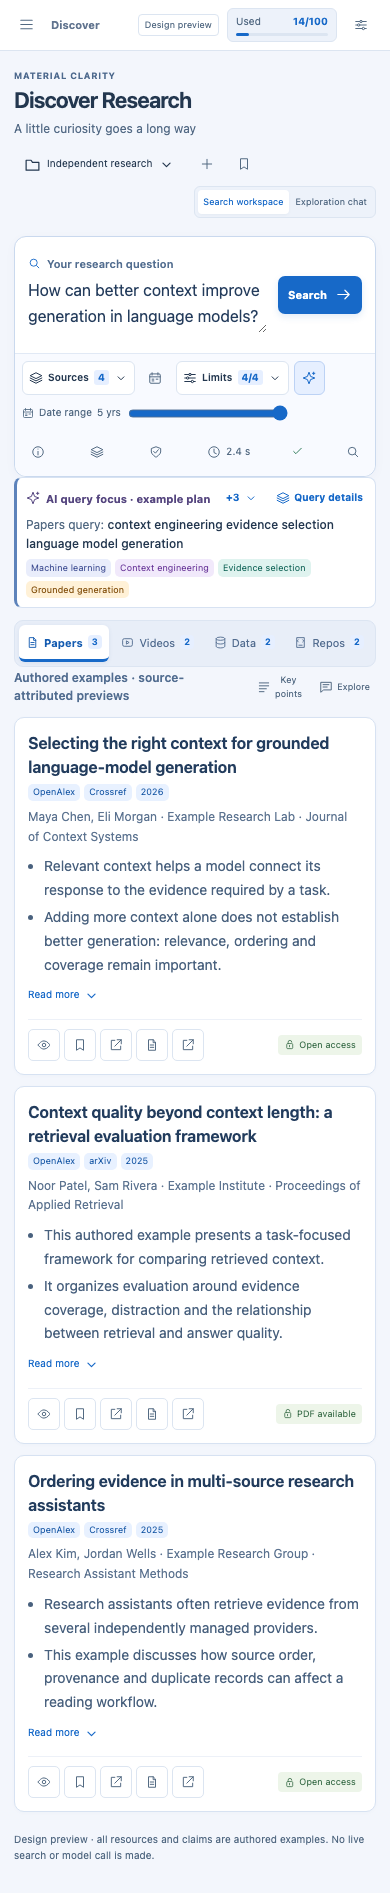 Discover
Design preview
Used 14/100
MATERIAL CLARITY
Discover Research
A little curiosity goes a long way
Independent research
Search workspace
Exploration chat
Your research question
How can better context improve
generation in language models?
Search
Sources 4
Limits 4/4
Date range 5 yrs
2.4 s
AI query focus · example plan
+3
Query details
Papers query: context engineering evidence selection
language model generation
Machine learning
Context engineering
Evidence selection
Grounded generation
Papers 3
Videos 2
Data 2
Repos 2
Authored examples · source-
attributed previews
Key
points
Explore
Selecting the right context for grounded
language-model generation
OpenAlex
Crossref
2026
Maya Chen, Eli Morgan · Example Research Lab · Journal
of Context Systems
• Relevant context helps a model connect its
response to the evidence required by a task.
• Adding more context alone does not establish
better generation: relevance, ordering and
coverage remain important.
Read more
Open access
Context quality beyond context length: a
retrieval evaluation framework
OpenAlex
arXiv
2025
Noor Patel, Sam Rivera · Example Institute · Proceedings of
Applied Retrieval
• This authored example presents a task-focused
framework for comparing retrieved context.
• It organizes evaluation around evidence
coverage, distraction and the relationship
between retrieval and answer quality.
Read more
PDF available
Ordering evidence in multi-source research
assistants
OpenAlex
Crossref
2025
Alex Kim, Jordan Wells · Example Research Group ·
Research Assistant Methods
• Research assistants often retrieve evidence from
several independently managed providers.
• This example discusses how source order,
provenance and duplicate records can affect a
reading workflow.
Read more
Open access
Design preview · all resources and claims are authored examples. No live
search or model call is made.